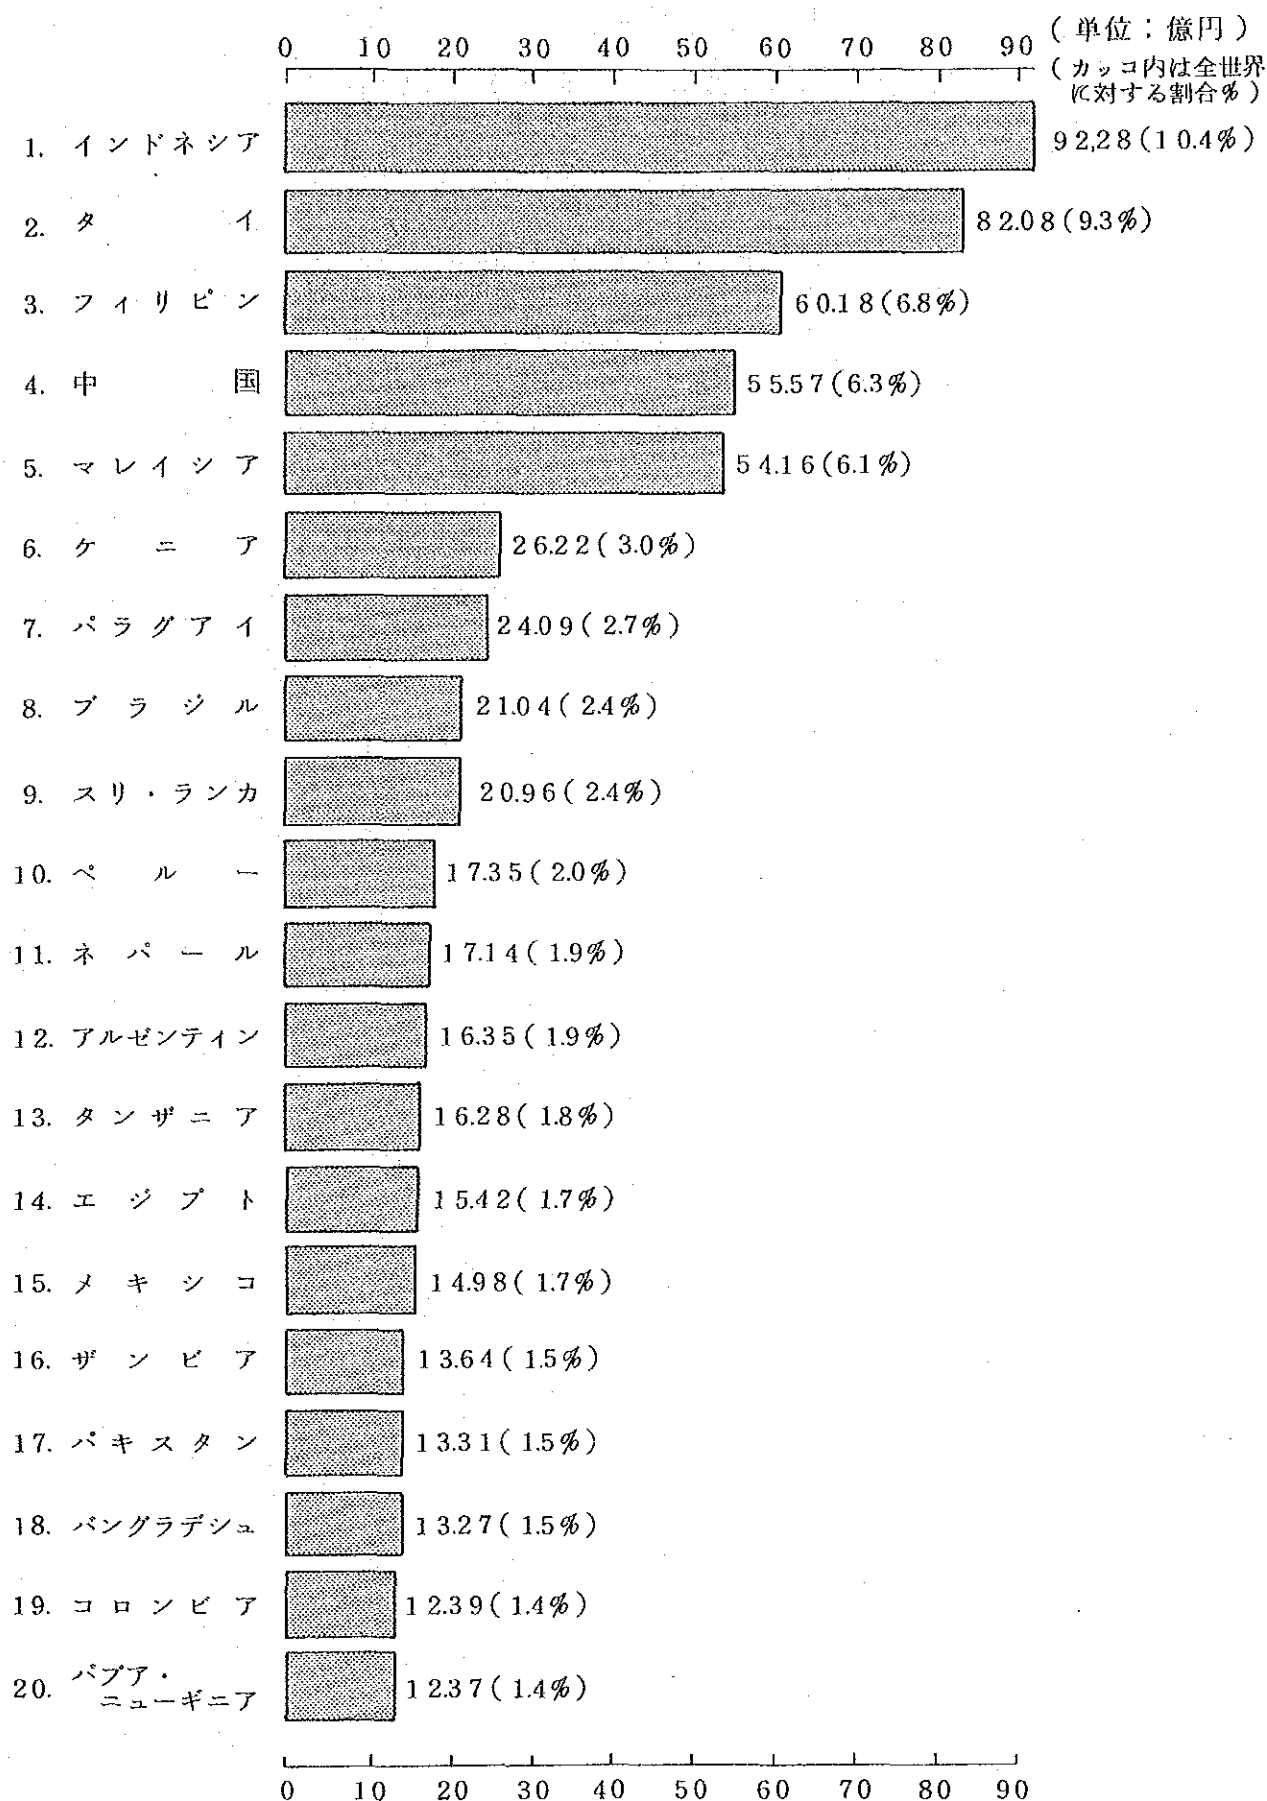 0 10 20 30 40 50 60 70 80 90 (単位:億円)
(カッコ内は全世界
に対する割合%)
1. インドネシア 92,28(10.4%)
2. タイ 82.08(9.3%)
3. フィリピン 60.18(6.8%)
4. 中国 55.57(6.3%)
5. マレイシア 54.16(6.1%)
6. ケニア 26.22(3.0%)
7. パラグアイ 24.09(2.7%)
8. ブラジル 21.04(2.4%)
9. スリ・ランカ 20.96(2.4%)
10. ペルー 17.35(2.0%)
11. ネパール 17.14(1.9%)
12. アルゼンティン 16.35(1.9%)
13. タンザニア 16.28(1.8%)
14. エジプト 15.42(1.7%)
15. メキシコ 14.98(1.7%)
16. ザンビア 13.64(1.5%)
17. パキスタン 13.31(1.5%)
18. バングラデシュ 13.27(1.5%)
19. コロンビア 12.39(1.4%)
20. パプア・
ニューギニア 12.37(1.4%)
0 10 20 30 40 50 60 70 80 90